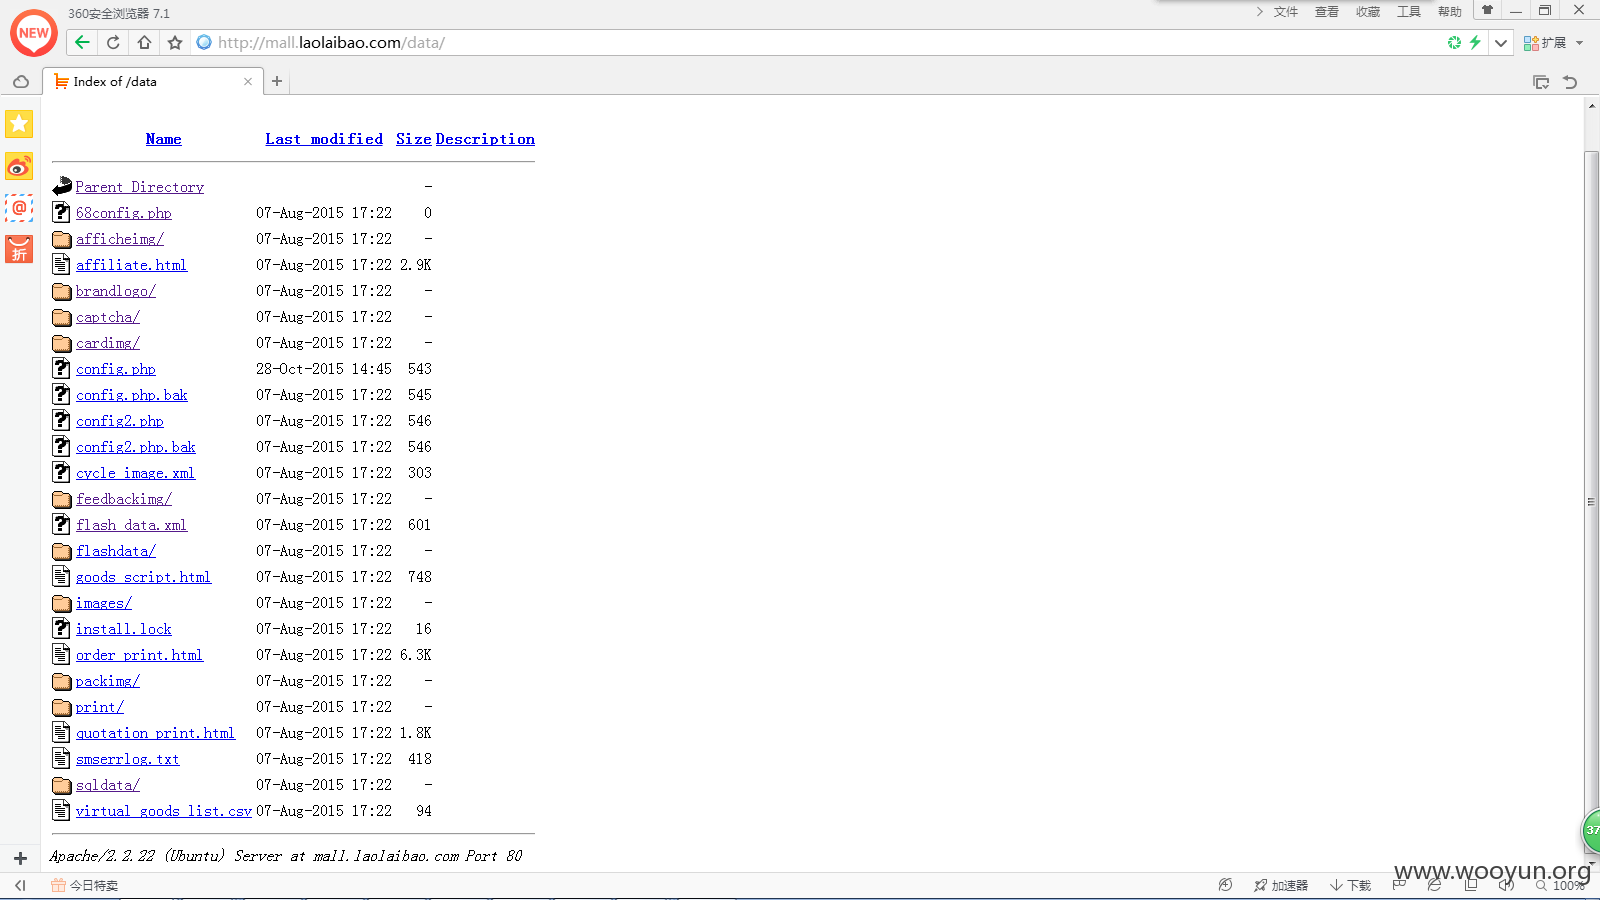 360安全浏览器 7.1
文件 查看 收藏 工具 帮助
NEW
http://mall.laolaibao.com/data/
扩展
Index of /data
Name Last modified Size Description
Parent Directory -
68config.php 07-Aug-2015 17:22 0
afficheimg/ 07-Aug-2015 17:22 -
affiliate.html 07-Aug-2015 17:22 2.9K
brandlogo/ 07-Aug-2015 17:22 -
captcha/ 07-Aug-2015 17:22 -
cardimg/ 07-Aug-2015 17:22 -
config.php 28-Oct-2015 14:45 543
config.php.bak 07-Aug-2015 17:22 545
config2.php 07-Aug-2015 17:22 546
config2.php.bak 07-Aug-2015 17:22 546
cycle_image.xml 07-Aug-2015 17:22 303
feedbackimg/ 07-Aug-2015 17:22 -
flash_data.xml 07-Aug-2015 17:22 601
flashdata/ 07-Aug-2015 17:22 -
goods_script.html 07-Aug-2015 17:22 748
images/ 07-Aug-2015 17:22 -
install.lock 07-Aug-2015 17:22 16
order_print.html 07-Aug-2015 17:22 6.3K
packimg/ 07-Aug-2015 17:22 -
print/ 07-Aug-2015 17:22 -
quotation_print.html 07-Aug-2015 17:22 1.8K
smserrlog.txt 07-Aug-2015 17:22 418
sqldata/ 07-Aug-2015 17:22 -
virtual_goods_list.csv 07-Aug-2015 17:22 94
Apache/2.2.22 (Ubuntu) Server at mall.laolaibao.com Port 80
折
37
www.wooyun.org
今日特卖
加速器 下载 100%